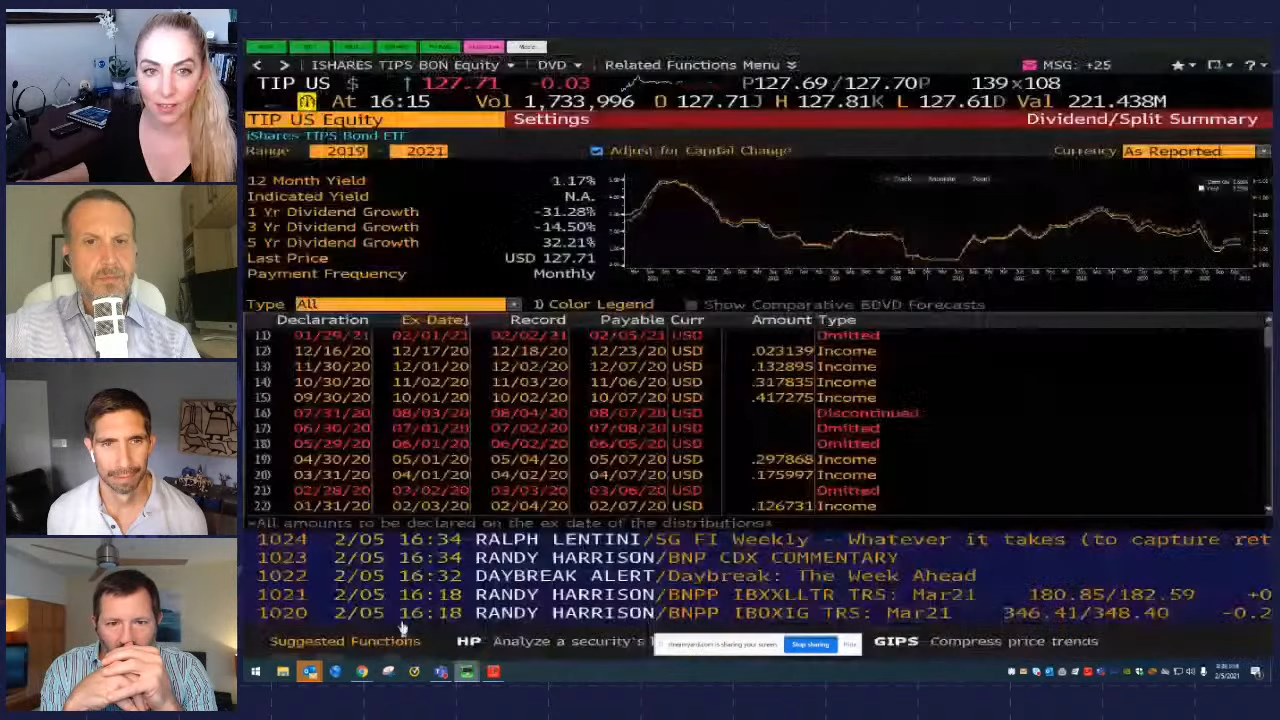 < > ISHARES TIPS BON Equity DVD Related Functions Menu MSG: +25
TIP US $ ↑ 127.71 -0.03 P127.69/127.70P 139×108
At 16:15 Vol 1,733,996 O 127.71J H 127.81K L 127.61D Val 221.438M
TIP US Equity Settings Dividend/Split Summary
iShares TIPS Bond ETF
Range 2019 - 2021 Adjust for Capital Change Currency As Reported
12 Month Yield 1.17%
Indicated Yield N.A.
1 Yr Dividend Growth -31.28%
3 Yr Dividend Growth -14.50%
5 Yr Dividend Growth 32.21%
Last Price USD 127.71
Payment Frequency Monthly
Track Annotate Zoom
Type All 1) Color Legend Show Comparative BDVD Forecasts
Declaration Ex-Date Record Payable Curr Amount Type
11) 01/29/21 02/01/21 02/02/21 02/05/21 USD Omitted
12) 12/16/20 12/17/20 12/18/20 12/23/20 USD .023139 Income
13) 11/30/20 12/01/20 12/02/20 12/07/20 USD .132895 Income
14) 10/30/20 11/02/20 11/03/20 11/06/20 USD .317835 Income
15) 09/30/20 10/01/20 10/02/20 10/07/20 USD .417275 Income
16) 07/31/20 08/03/20 08/04/20 08/07/20 USD Discontinued
17) 06/30/20 07/01/20 07/02/20 07/08/20 USD Omitted
18) 05/29/20 06/01/20 06/02/20 06/05/20 USD Omitted
19) 04/30/20 05/01/20 05/04/20 05/07/20 USD .297868 Income
20) 03/31/20 04/01/20 04/02/20 04/07/20 USD .175997 Income
21) 02/28/20 03/02/20 03/03/20 03/06/20 USD Omitted
22) 01/31/20 02/03/20 02/04/20 02/07/20 USD .126731 Income
*All amounts to be declared on the ex date of the distributions*
1024 2/05 16:34 RALPH LENTINI/SG FI Weekly - Whatever it takes (to capture ret
1023 2/05 16:34 RANDY HARRISON/BNP CDX COMMENTARY
1022 2/05 16:32 DAYBREAK ALERT/Daybreak: The Week Ahead
1021 2/05 16:18 RANDY HARRISON/BNPP IBXXLLTR TRS: Mar21 180.85/182.59 +0
1020 2/05 16:18 RANDY HARRISON/BNPP IBOXIG TRS: Mar21 346.41/348.40 -0.2
Suggested Functions HP Analyze a security's GIPS Compress price trends
streamyard.com is sharing your screen. Stop sharing Hide
2/5/2021